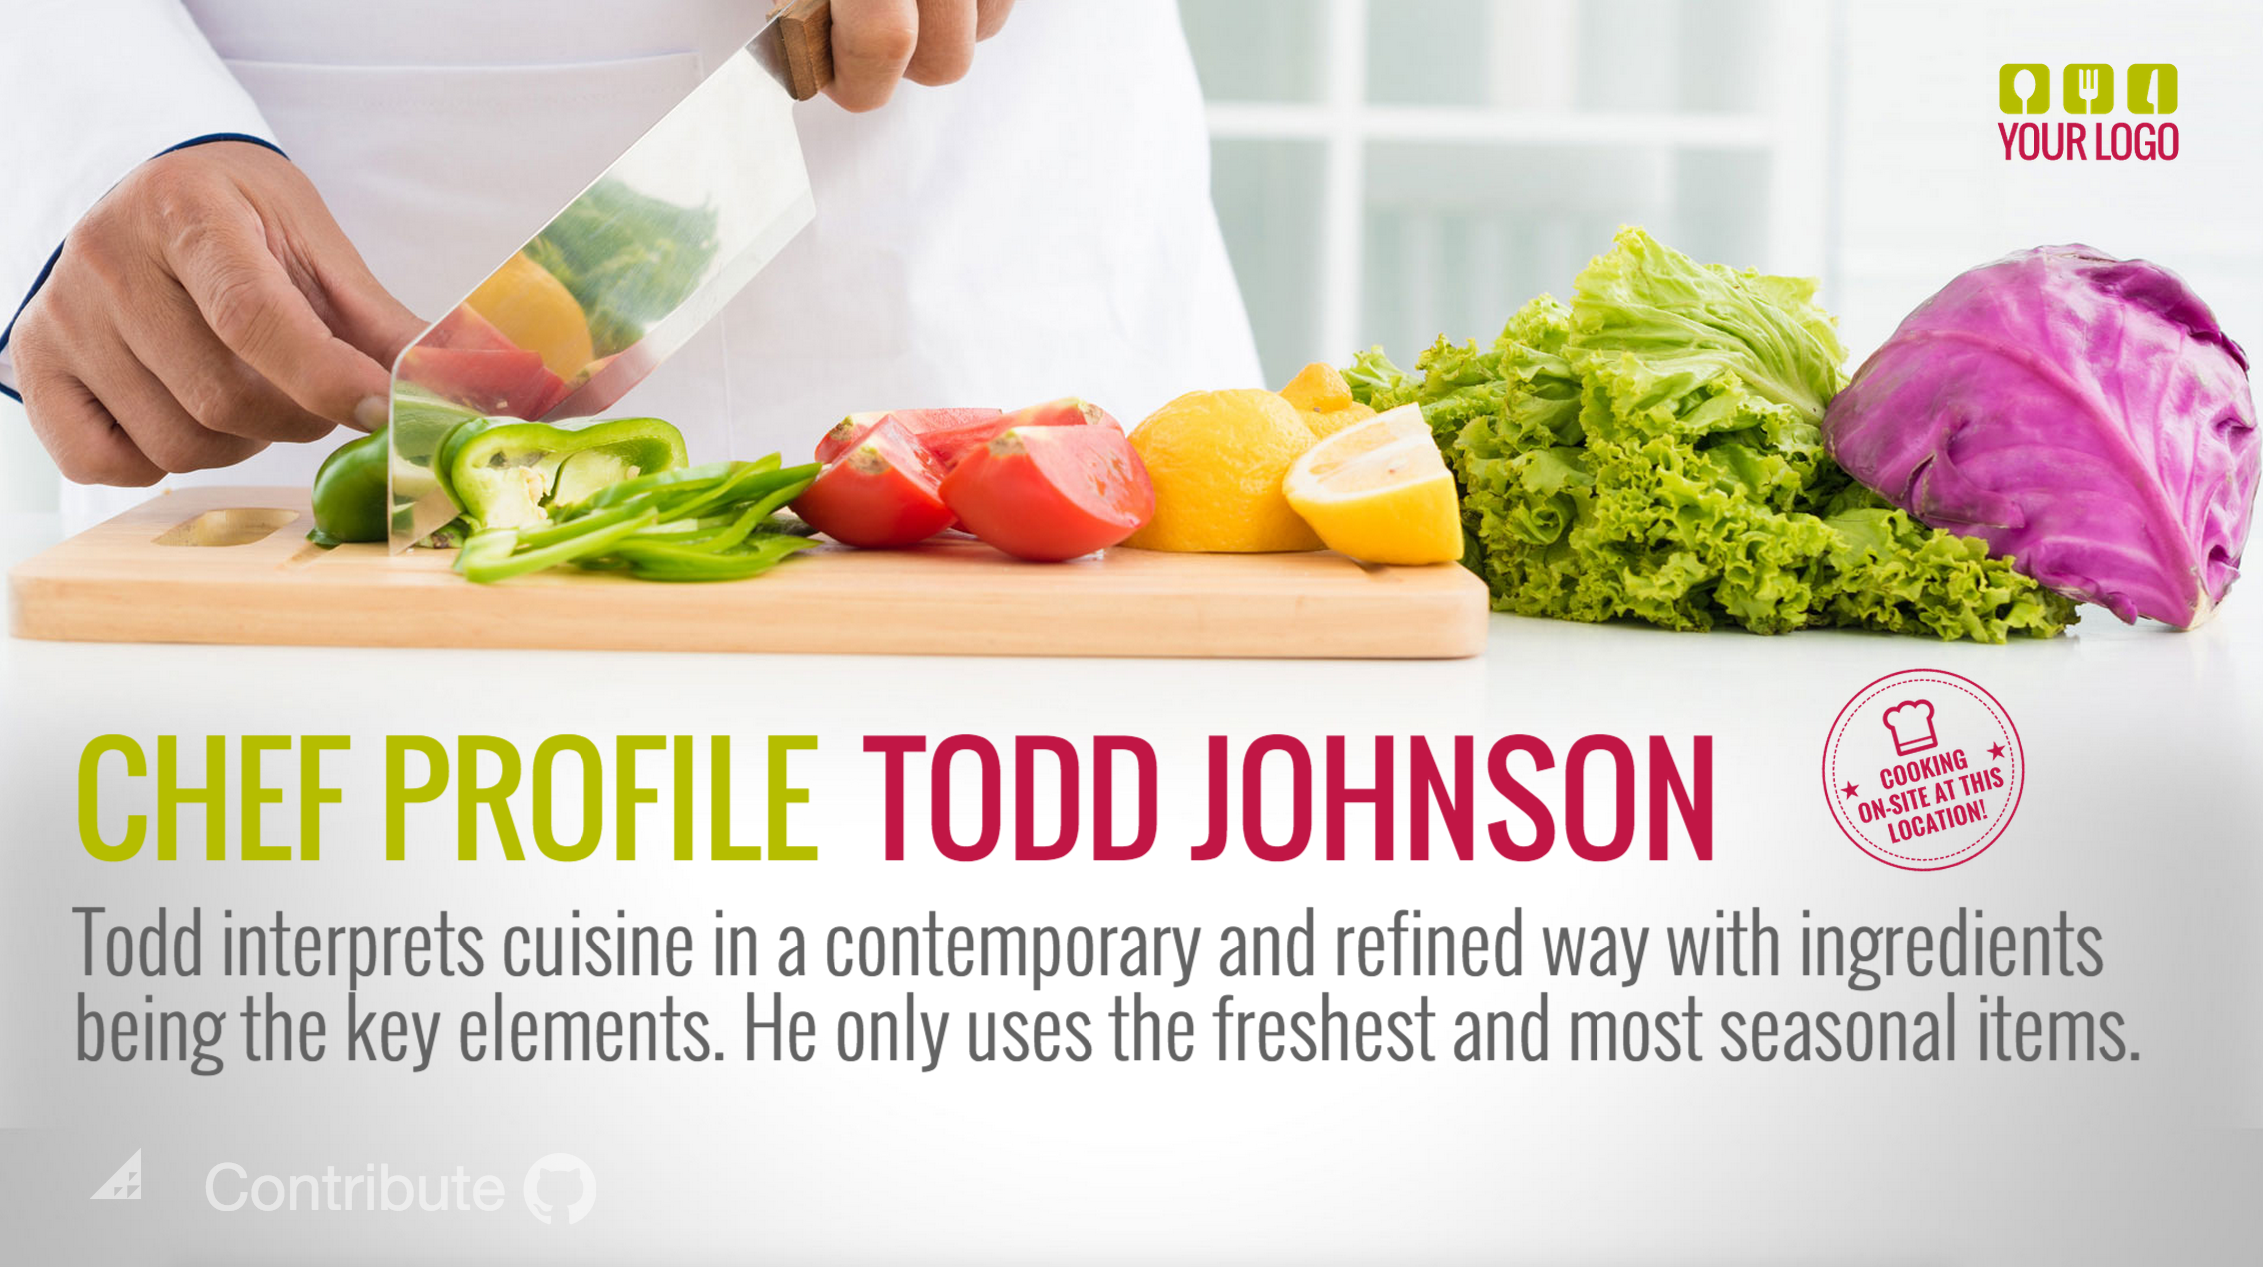 YOUR LOGO
CHEF PROFILE TODD JOHNSON
COOKING
ON-SITE AT THIS
LOCATION!
Todd interprets cuisine in a contemporary and refined way with ingredients
being the key elements. He only uses the freshest and most seasonal items.
Contribute